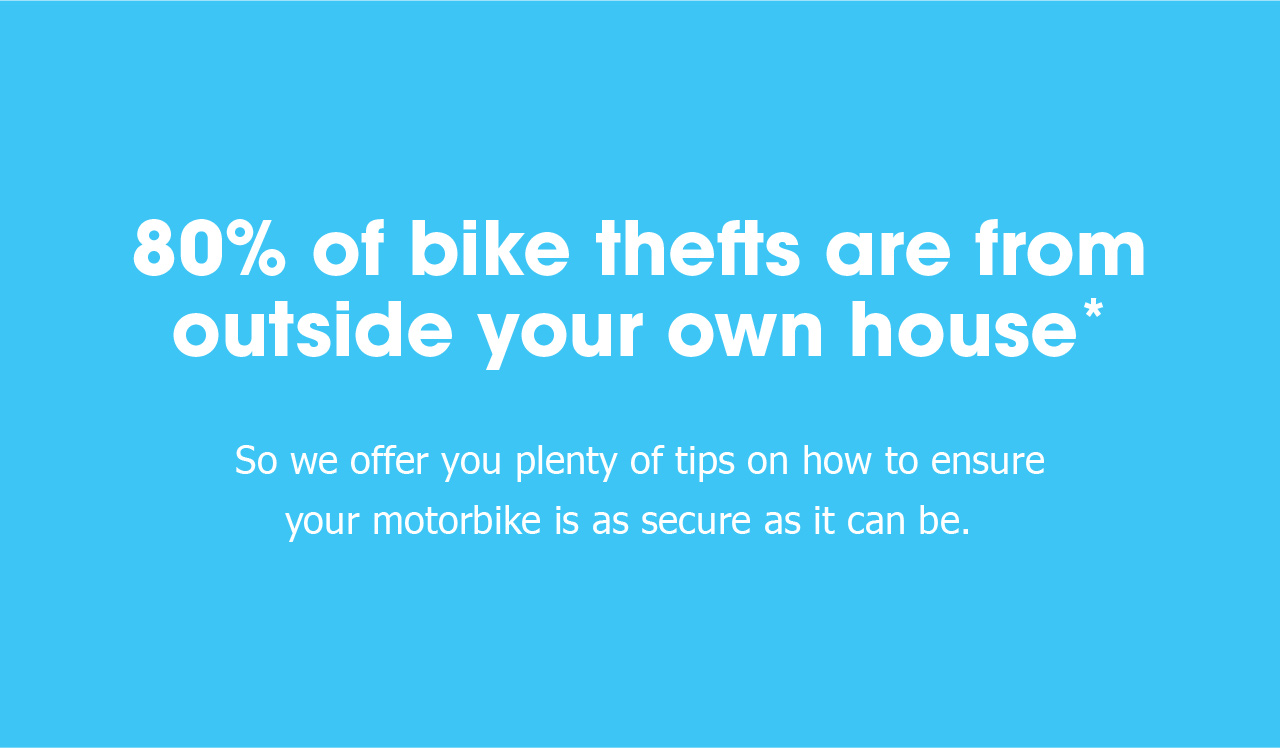 80% of bike thefts are from
outside your own house*
So we offer you plenty of tips on how to ensure
your motorbike is as secure as it can be.